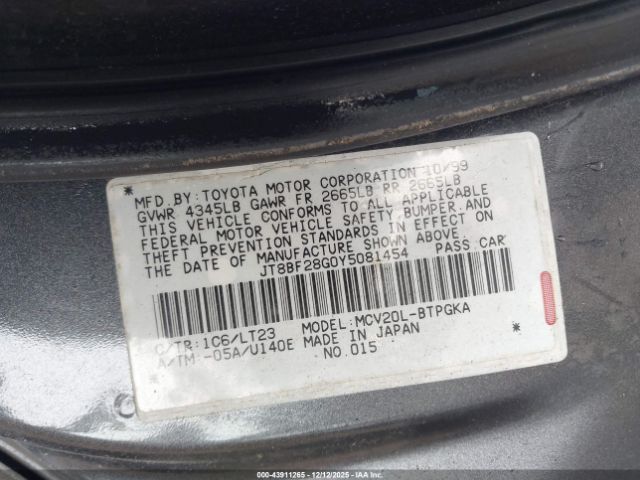 MFD.BY:TOYOTA MOTOR CORPORATION 10/99
GVWR 4345LB GAWR FR 2665LB RR 2665LB
THIS VEHICLE CONFORMS TO ALL APPLICABLE
FEDERAL MOTOR VEHICLE SAFETY,BUMPER,AND
THEFT PREVENTION STANDARDS IN EFFECT ON
THE DATE OF MANUFACTURE SHOWN ABOVE.
* JT8BF28G0Y5081454 PASS CAR *
C/TR:1C6/LT23 MODEL:MCV20L-BTPGKA
A/TM:-05A/U140E MADE IN JAPAN
NO.015
000-43911265 - 12/12/2025 - IAAI.COM